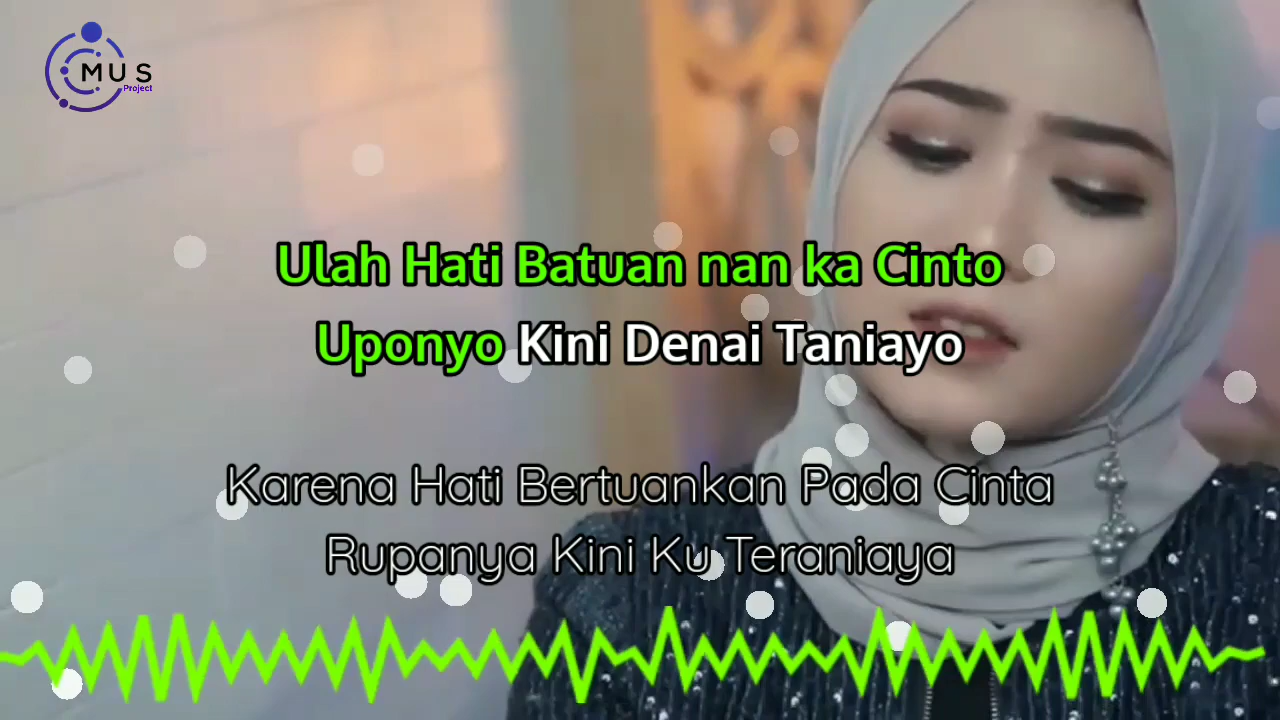 MUS
Project
Ulah Hati Batuan nan ka Cinto
Uponyo Kini Denai Taniayo
Karena Hati Bertuankan Pada Cinta
Rupanya Kini Ku Teraniaya